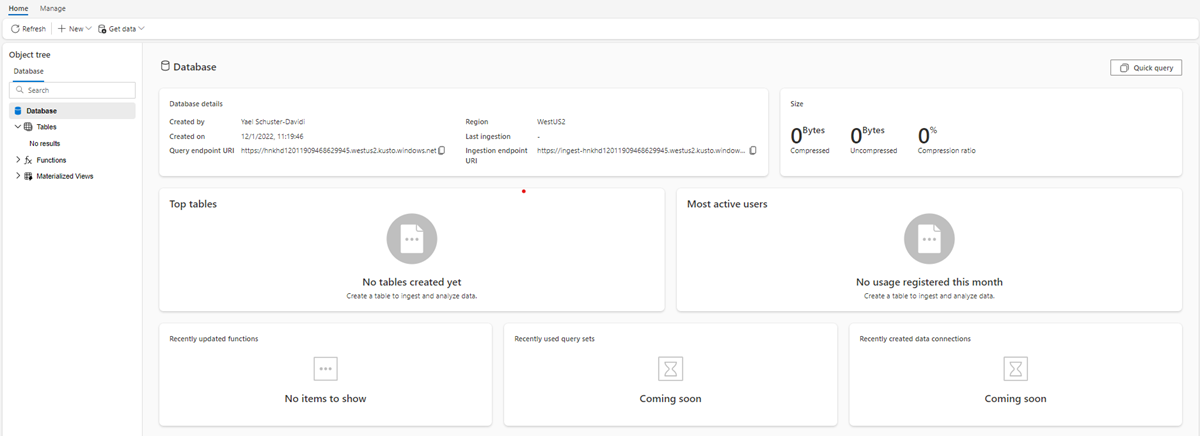 Home Manage
Refresh New Get data
Object tree
Database
Search
Database
Tables
No results
Functions
Materialized Views
Database
Quick query
Database details
Created by Yael Schuster-Davidi
Created on 12/1/2022, 11:19:46
Query endpoint URI https://hnkhd12011909468629945.westus2.kusto.windows.net
Region WestUS2
Last ingestion -
Ingestion endpoint URI https://ingest-hnkhd12011909468629945.westus2.kusto.window...
Size
0 Bytes 0 Bytes 0 %
Compressed Uncompressed Compression ratio
Top tables
No tables created yet
Create a table to ingest and analyze data.
Most active users
No usage registered this month
Create a table to ingest and analyze data.
Recently updated functions
No items to show
Recently used query sets
Coming soon
Recently created data connections
Coming soon